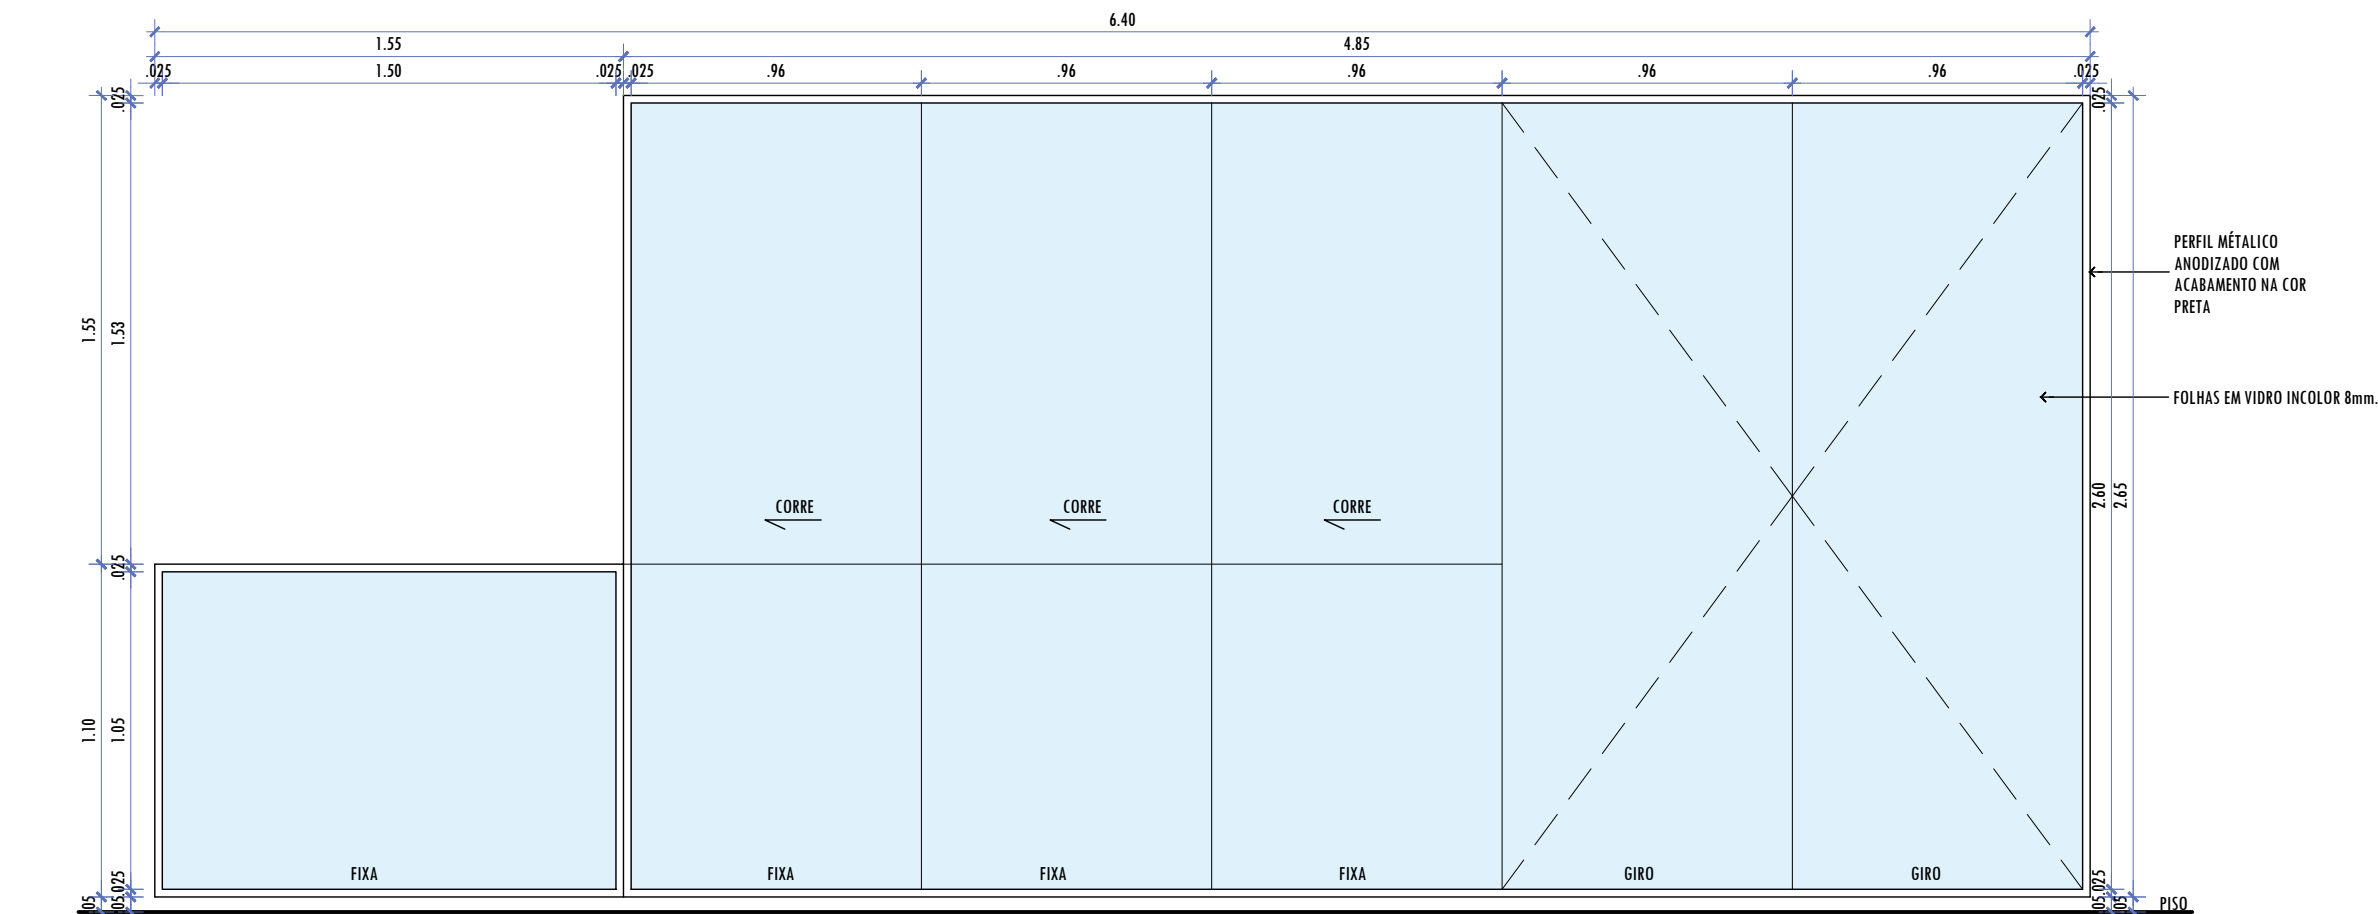 6.40
1.55 4.85
.025 1.50 .025 .025 .96 .96 .96 .96 .96 .025
.025 .025
PERFIL MÉTALICO
ANODIZADO COM
ACABAMENTO NA COR
PRETA
1.55 1.53
FOLHAS EM VIDRO INCOLOR 8mm.
2.60 2.65
CORRE CORRE CORRE
.025
1.10 1.05
FIXA FIXA FIXA FIXA GIRO GIRO
.025 .025
.05 .05 .05 .05
PISO